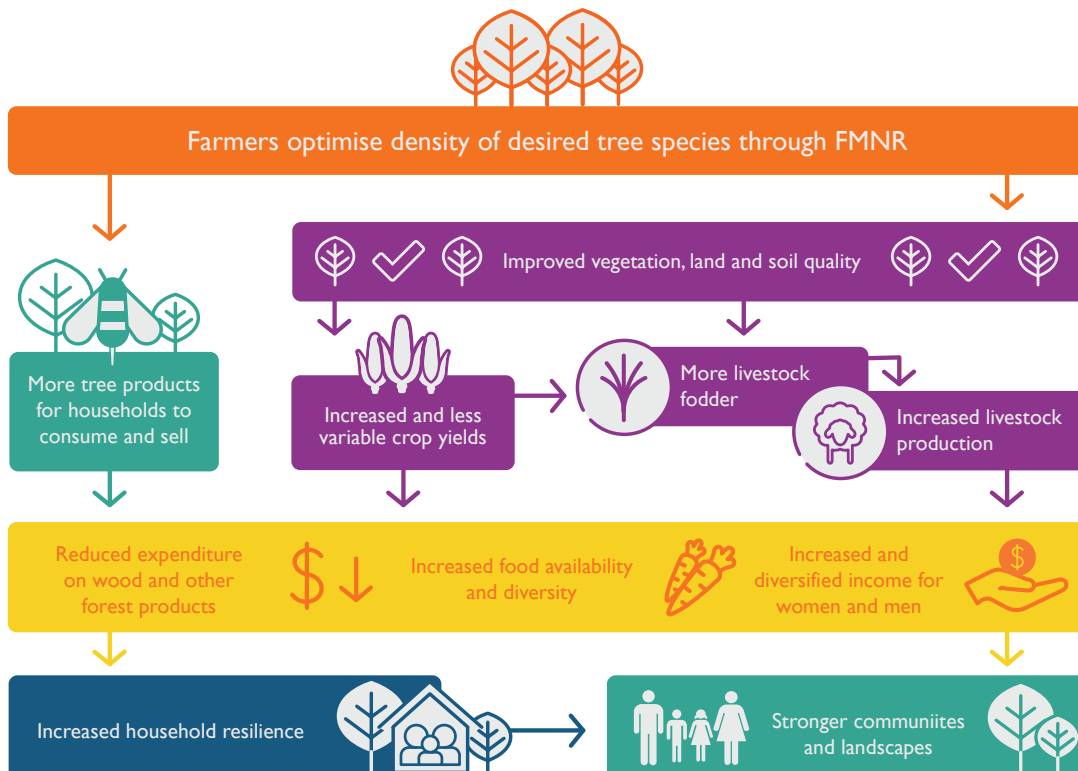 Farmers optimise density of desired tree species through FMNR
Improved vegetation, land and soil quality
More tree products
for households to
consume and sell
Increased and less
variable crop yields
More livestock
fodder
Increased livestock
production
Reduced expenditure
on wood and other
forest products
$
Increased food availability
and diversity
Increased and
diversified income for
women and men
$
Increased household resilience
Stronger communiites
and landscapes